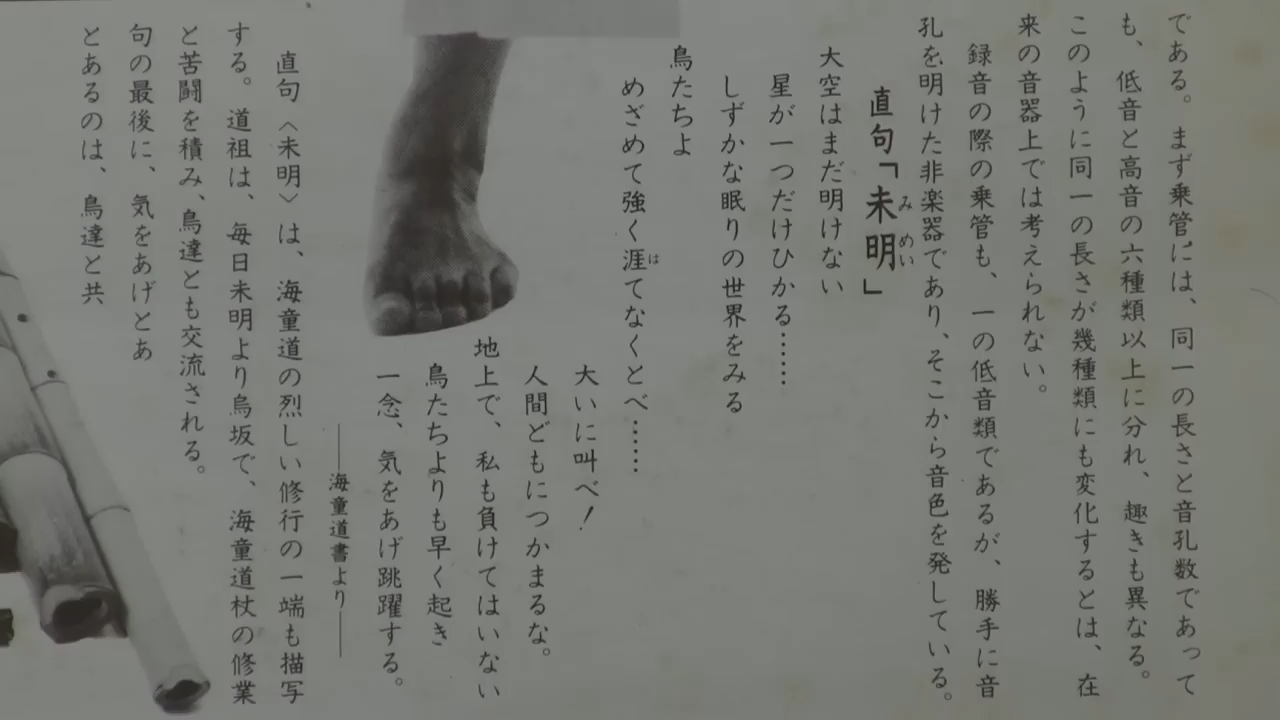 である。まず乗管には、同一の長さと音孔数であって
も、低音と高音の六種類以上に分れ、趣きも異なる。
このように同一の長さが幾種類にも変化するとは、在
来の音器上では考えられない。
録音の際の乗管も、一の低音類であるが、勝手に音
孔を明けた非楽器であり、そこから音色を発している。
直句「未明」
みめい
大空はまだ明けない
星が一つだけひかる……
しずかな眠りの世界をみる
鳥たちよ
めざめて強く涯てなくとべ……
は
大いに叫べ！
人間どもにつかまるな。
地上で、私も負けてはいない
鳥たちよりも早く起き
一念、気をあげ跳躍する。
──海童道書より──
直句〈未明〉は、海童道の烈しい修行の一端も描写
する。道祖は、毎日未明より烏坂で、海童道杖の修業
と苦闘を積み、鳥達とも交流される。
句の最後に、気をあげとあ
とあるのは、鳥達と共